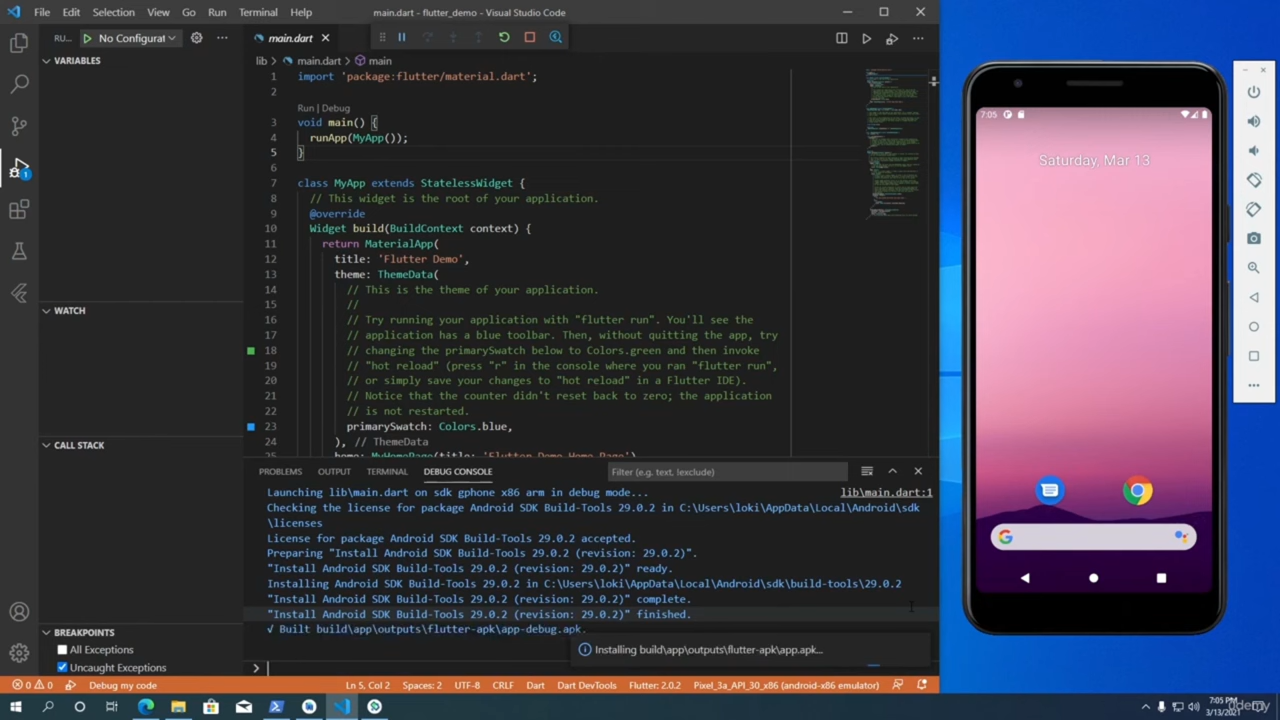 File Edit Selection View Go Run Terminal Help
main.dart - flutter_demo - Visual Studio Code
RU... No Configurat
VARIABLES
WATCH
CALL STACK
BREAKPOINTS
All Exceptions
Uncaught Exceptions
main.dart
lib > main.dart > main
1 import 'package:flutter/material.dart';
2
Run | Debug
3 void main() {
4 runApp(MyApp());
5 }
6
7 class MyApp extends StatelessWidget {
8 // This widget is the root of your application.
9 @override
10 Widget build(BuildContext context) {
11 return MaterialApp(
12 title: 'Flutter Demo',
13 theme: ThemeData(
14 // This is the theme of your application.
15 //
16 // Try running your application with "flutter run". You'll see the
17 // application has a blue toolbar. Then, without quitting the app, try
18 // changing the primarySwatch below to Colors.green and then invoke
19 // "hot reload" (press "r" in the console where you ran "flutter run",
20 // or simply save your changes to "hot reload" in a Flutter IDE).
21 // Notice that the counter didn't reset back to zero; the application
22 // is not restarted.
23 primarySwatch: Colors.blue,
24 ), // ThemeData
25 home: MyHomePage(title: 'Flutter Demo Home Page')
PROBLEMS OUTPUT TERMINAL DEBUG CONSOLE
Filter (e.g. text, !exclude)
Launching lib\main.dart on sdk gphone x86 arm in debug mode...
lib\main.dart:1
Checking the license for package Android SDK Build-Tools 29.0.2 in C:\Users\loki\AppData\Local\Android\sdk
\licenses
License for package Android SDK Build-Tools 29.0.2 accepted.
Preparing "Install Android SDK Build-Tools 29.0.2 (revision: 29.0.2)".
"Install Android SDK Build-Tools 29.0.2 (revision: 29.0.2)" ready.
Installing Android SDK Build-Tools 29.0.2 in C:\Users\loki\AppData\Local\Android\sdk\build-tools\29.0.2
"Install Android SDK Build-Tools 29.0.2 (revision: 29.0.2)" complete.
"Install Android SDK Build-Tools 29.0.2 (revision: 29.0.2)" finished.
√ Built build\app\outputs\flutter-apk\app-debug.apk.
Installing build\app\outputs\flutter-apk\app.apk...
0 0 Debug my code
Ln 5, Col 2 Spaces: 2 UTF-8 CRLF Dart Dart DevTools Flutter: 2.0.2 Pixel_3a_API_30_x86 (android-x86 emulator)
1
7:05
Saturday, Mar 13
7:05 PM
3/13/2021
ûdemy